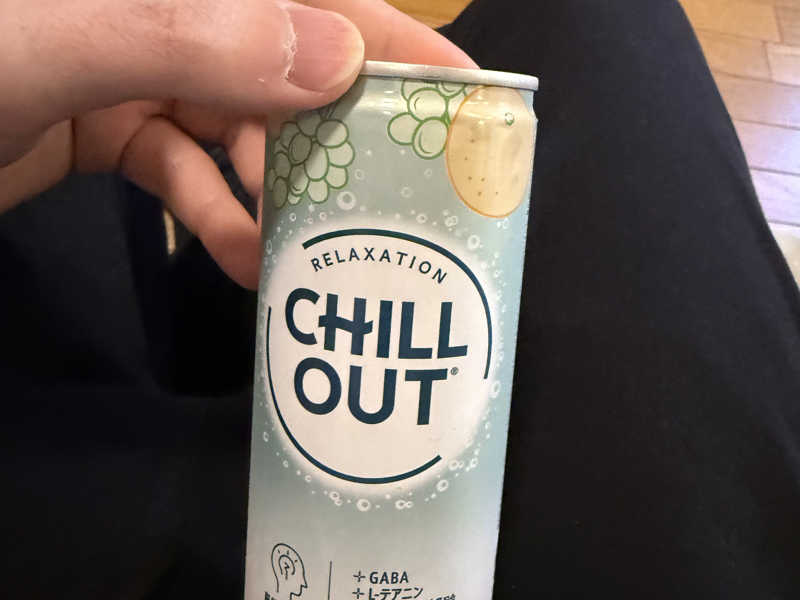 RELAXATION
CHILL
OUT®
+ GABA
+ L-テアニン